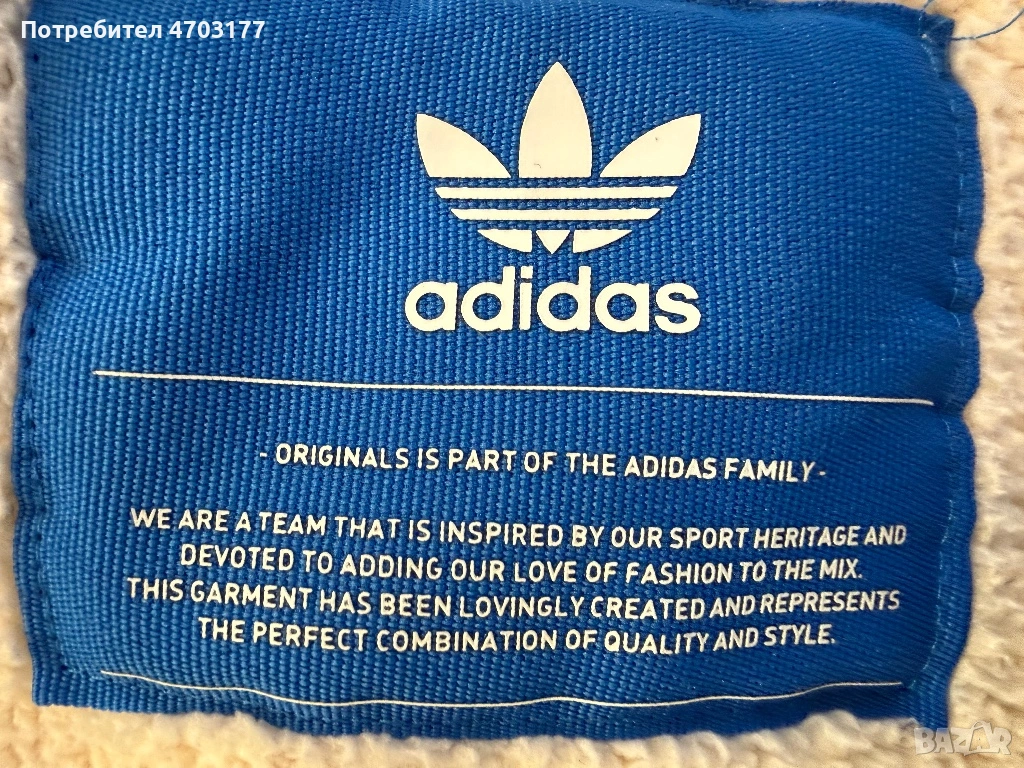 Потребител 4703177
adidas
- ORIGINALS IS PART OF THE ADIDAS FAMILY -
WE ARE A TEAM THAT IS INSPIRED BY OUR SPORT HERITAGE AND
DEVOTED TO ADDING OUR LOVE OF FASHION TO THE MIX.
THIS GARMENT HAS BEEN LOVINGLY CREATED AND REPRESENTS
THE PERFECT COMBINATION OF QUALITY AND STYLE.
BAZAR